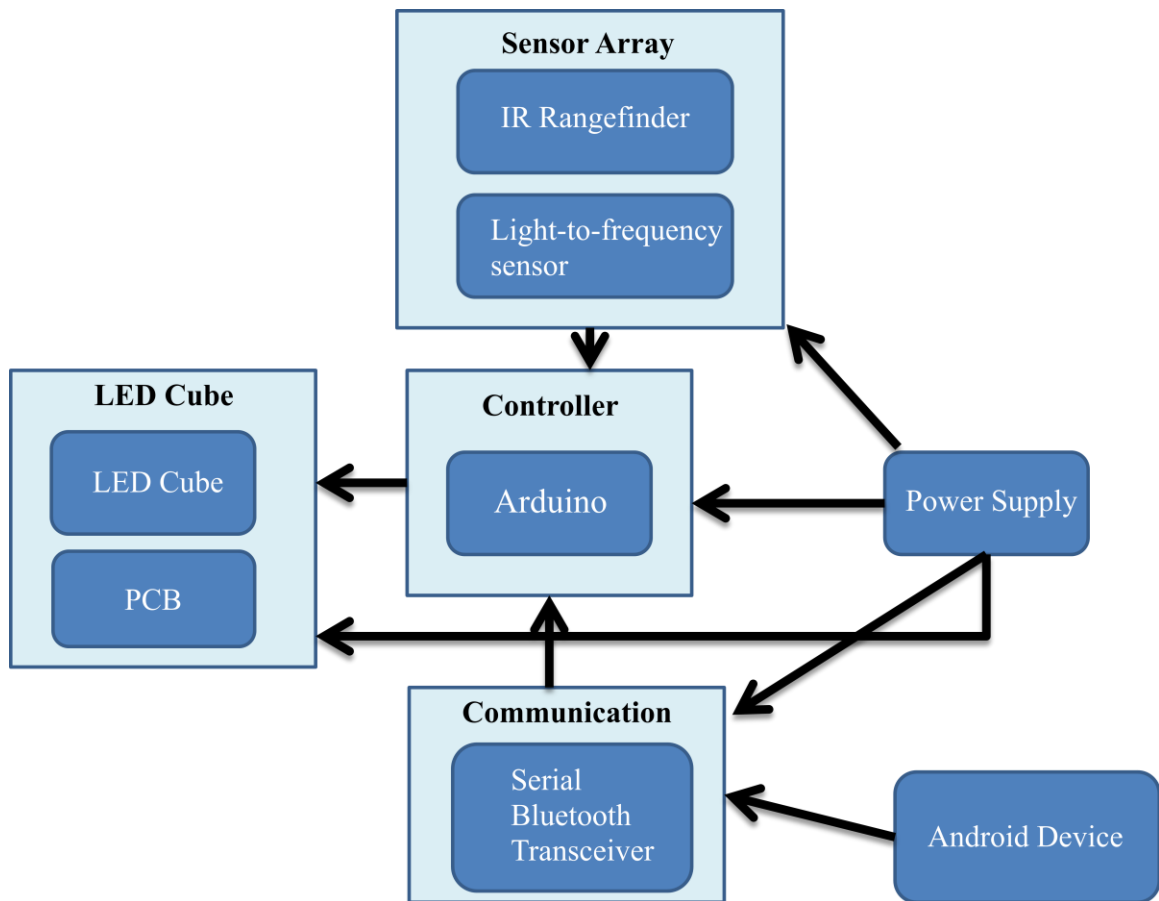 Sensor Array
IR Rangefinder
Light-to-frequency
sensor
LED Cube
LED Cube
PCB
Controller
Arduino
Power Supply
Communication
Serial
Bluetooth
Transceiver
Android Device